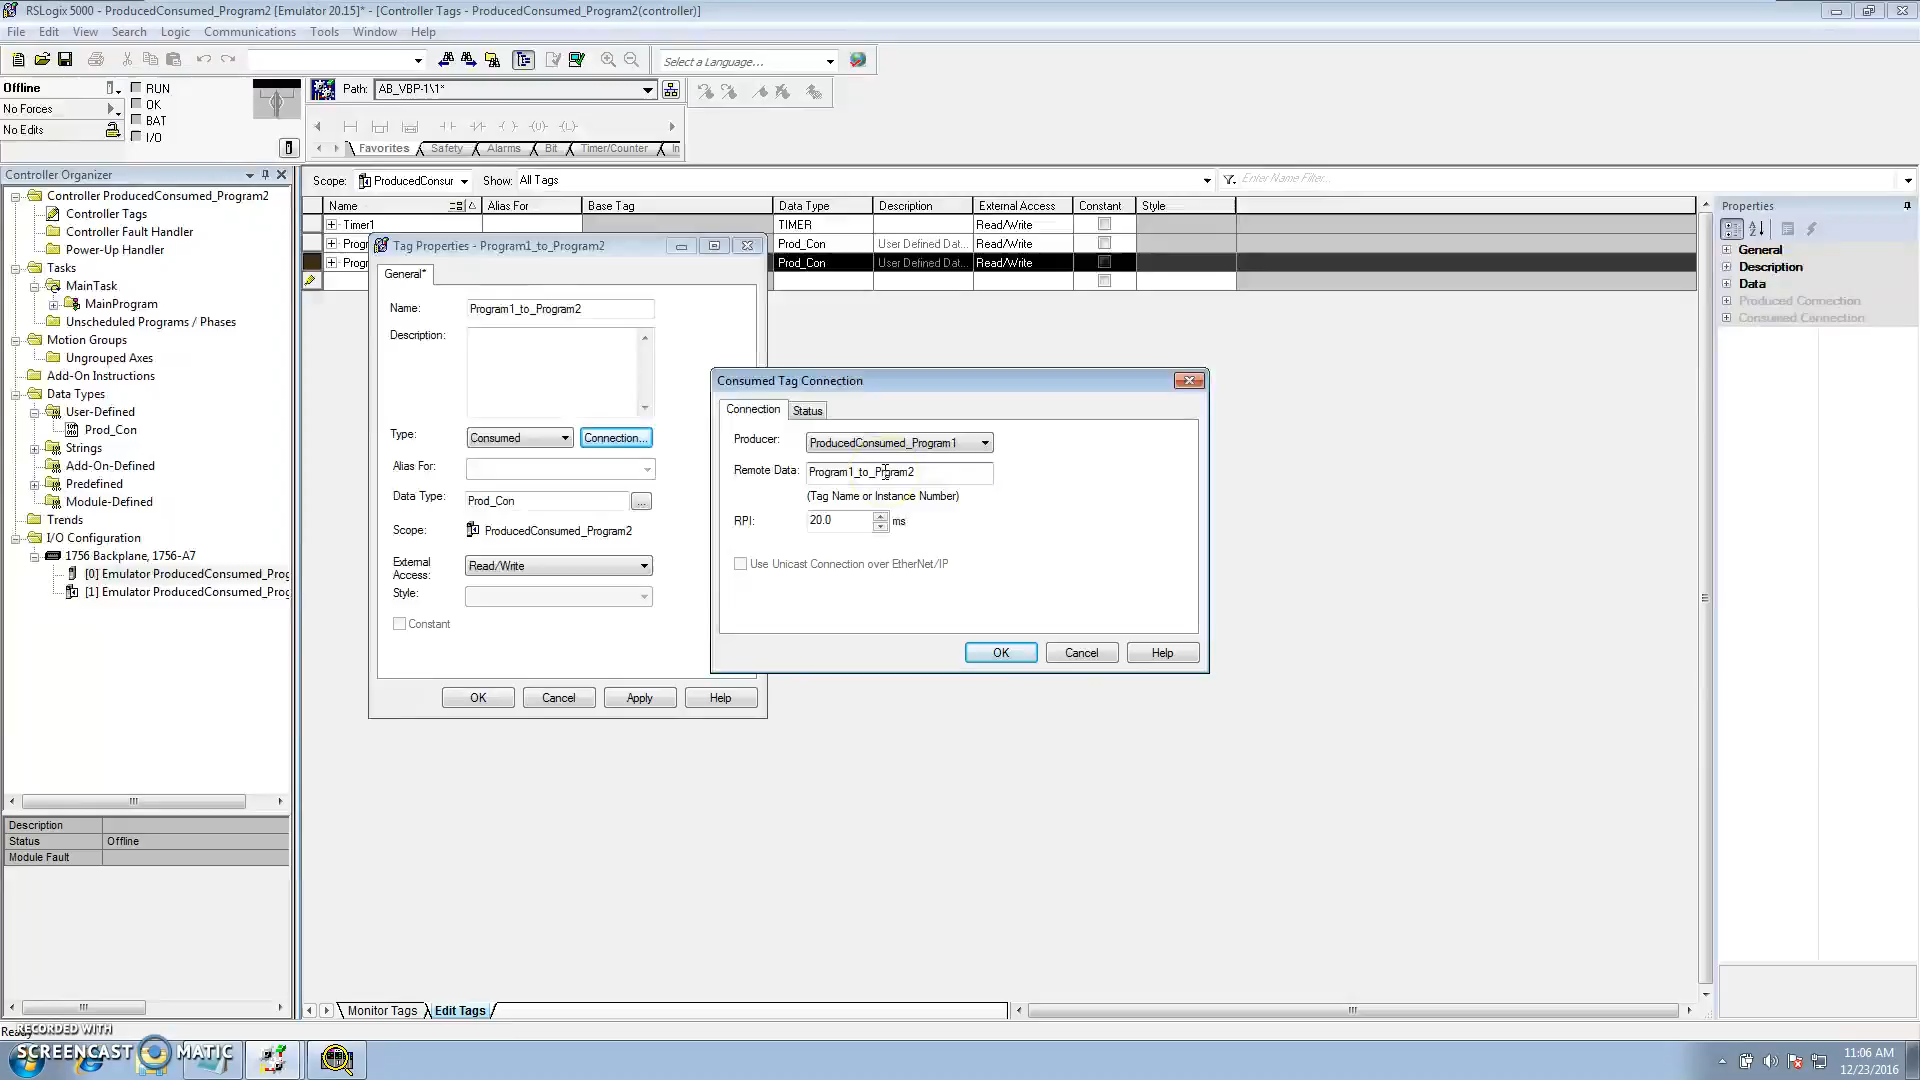 RSLogix 5000 - ProducedConsumed_Program2 [Emulator 20.15]* - [Controller Tags - ProducedConsumed_Program2(controller)]
File Edit View Search Logic Communications Tools Window Help
Select a Language...
Offline
RUN
No Forces
OK
No Edits
BAT
I/O
Path: AB_VBP-1\1*
Favorites Safety Alarms Bit Timer/Counter In
Controller Organizer
Controller ProducedConsumed_Program2
Controller Tags
Controller Fault Handler
Power-Up Handler
Tasks
MainTask
MainProgram
Unscheduled Programs / Phases
Motion Groups
Ungrouped Axes
Add-On Instructions
Data Types
User-Defined
Prod_Con
Strings
Add-On-Defined
Predefined
Module-Defined
Trends
I/O Configuration
1756 Backplane, 1756-A7
[0] Emulator ProducedConsumed_Prog
[1] Emulator ProducedConsumed_Prog
Description
Status Offline
Module Fault
Scope: ProducedConsur Show: All Tags Enter Name Filter...
Name Alias For Base Tag Data Type Description External Access Constant Style
Timer1 TIMER Read/Write
Progr Prod_Con User Defined Dat... Read/Write
Progr Prod_Con User Defined Dat... Read/Write
Tag Properties - Program1_to_Program2
General*
Name: Program1_to_Program2
Description:
Type: Consumed Connection...
Alias For:
Data Type: Prod_Con ...
Scope: ProducedConsumed_Program2
External Access: Read/Write
Style:
Constant
OK Cancel Apply Help
Consumed Tag Connection
Connection Status
Producer: ProducedConsumed_Program1
Remote Data: Program1_to_Prgram2
(Tag Name or Instance Number)
RPI: 20.0 ms
Use Unicast Connection over EtherNet/IP
OK Cancel Help
Properties
General
Description
Data
Produced Connection
Consumed Connection
Monitor Tags Edit Tags
RECORDED WITH
SCREENCAST MATIC
11:06 AM
12/23/2016